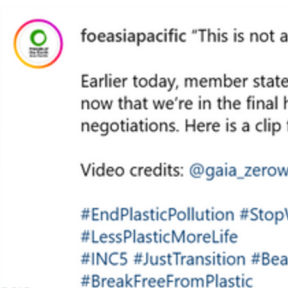 foeasiapacific “This is not a
Earlier today, member state
now that we’re in the final h
negotiations. Here is a clip f
Video credits: @gaia_zerow
#EndPlasticPollution #StopW
#LessPlasticMoreLife
#INC5 #JustTransition #Bea
#BreakFreeFromPlastic